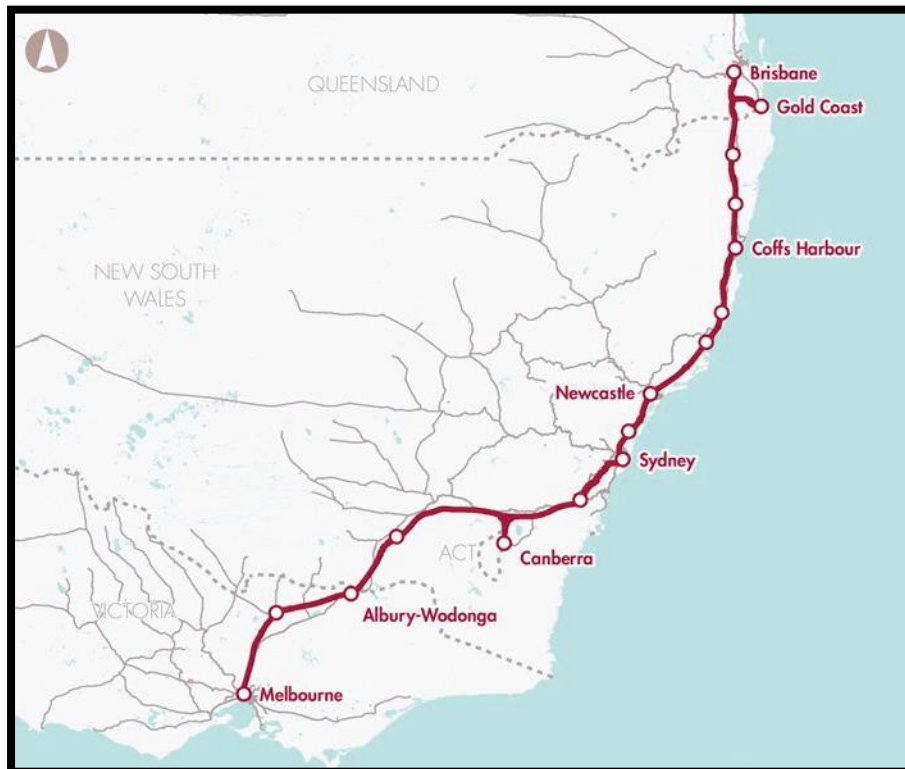 Brisbane
QUEENSLAND
Gold Coast
Coffs Harbour
NEW SOUTH
WALES
Newcastle
Sydney
ACT
Canberra
VICTORIA
Albury-Wodonga
Melbourne